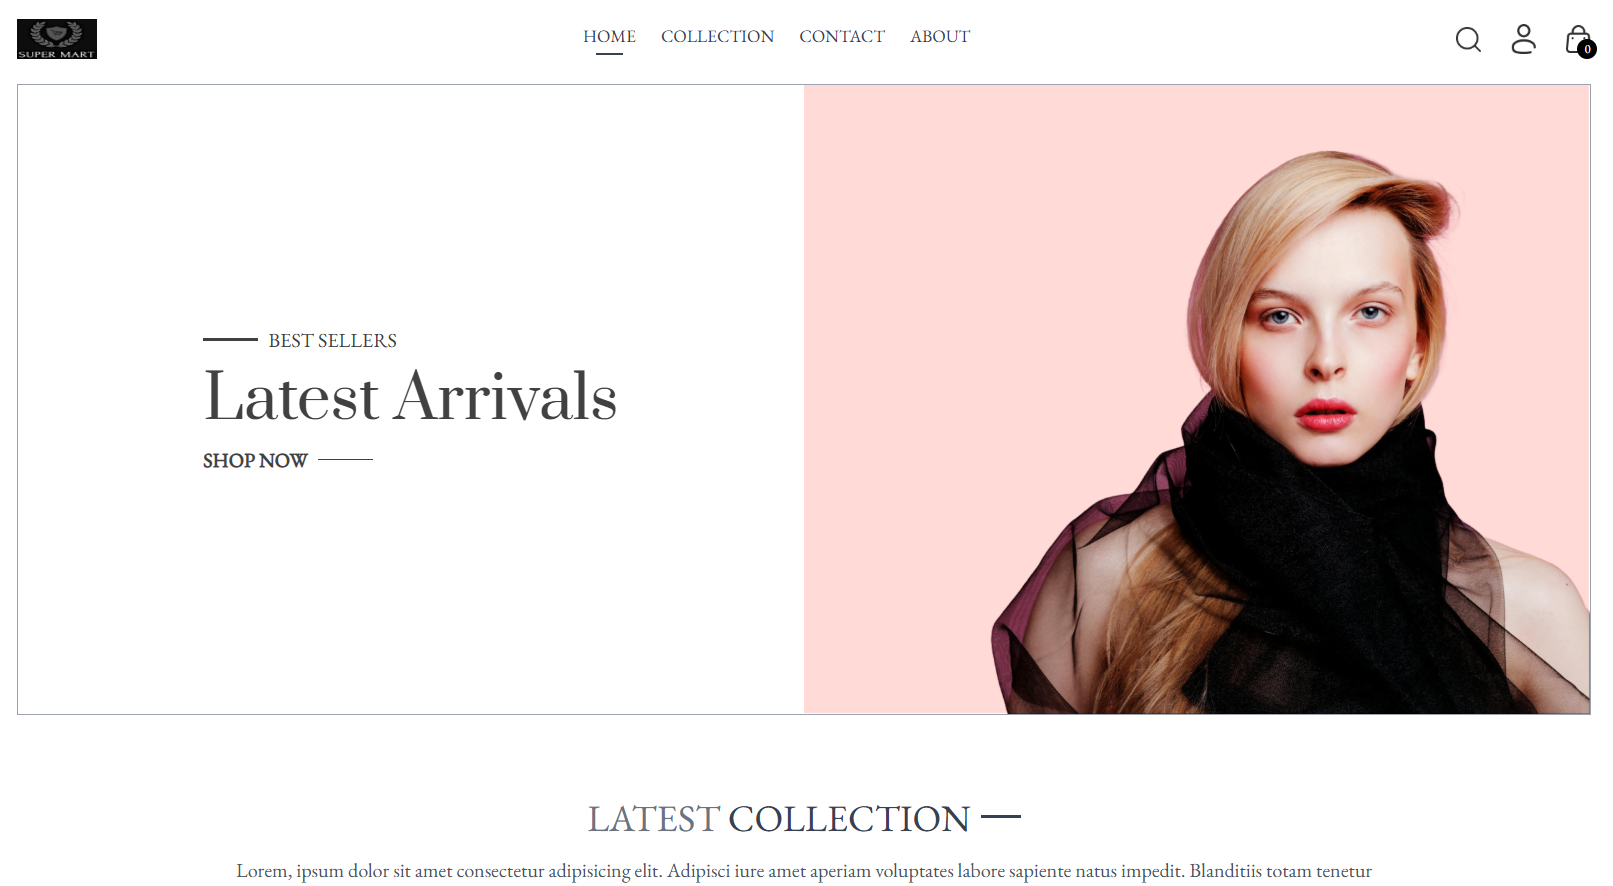 SUPER MART
HOME COLLECTION CONTACT ABOUT
0
BEST SELLERS
Latest Arrivals
SHOP NOW
LATEST COLLECTION
Lorem, ipsum dolor sit amet consectetur adipisicing elit. Adipisci iure amet aperiam voluptates labore sapiente natus impedit. Blanditiis totam tenetur